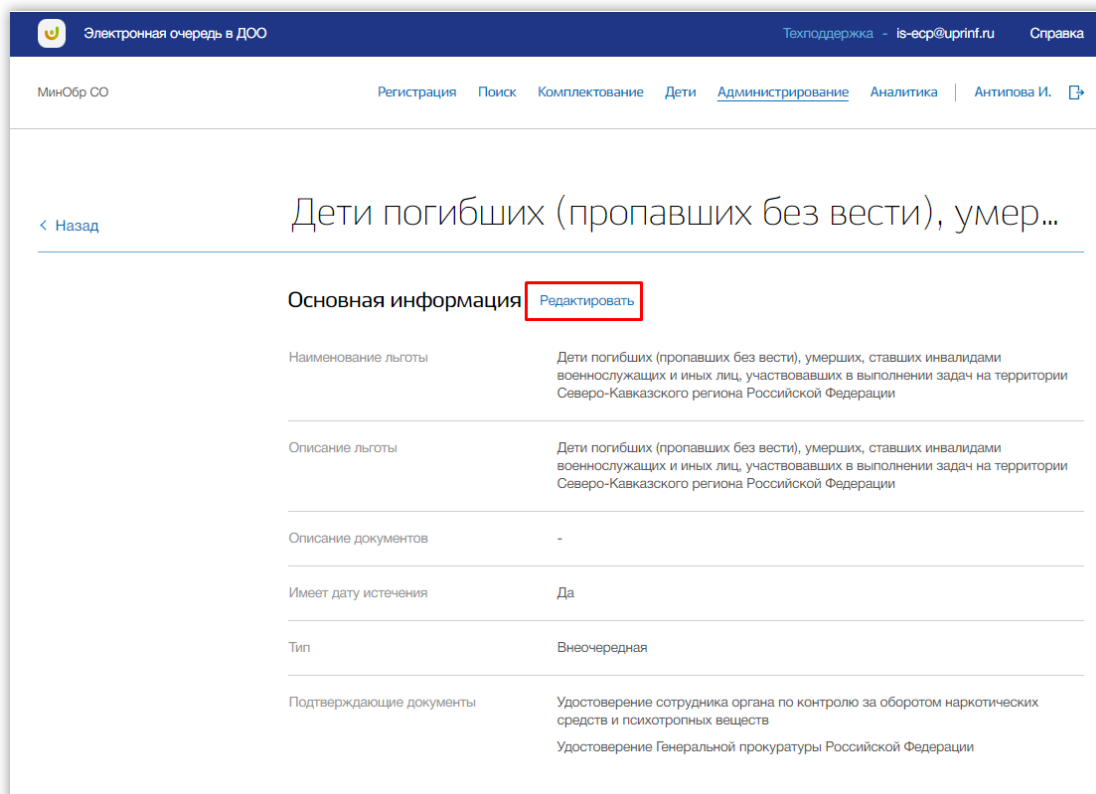 Электронная очередь в ДОО
Техподдержка - is-ecp@uprinf.ru Справка
МинОбр СО
Регистрация Поиск Комплектование Дети Администрирование Аналитика Антипова И.
Назад
Дети погибших (пропавших без вести), умер...
Основная информация Редактировать
Наименование льготы
Дети погибших (пропавших без вести), умерших, ставших инвалидами
военнослужащих и иных лиц, участвовавших в выполнении задач на территории
Северо-Кавказского региона Российской Федерации
Описание льготы
Дети погибших (пропавших без вести), умерших, ставших инвалидами
военнослужащих и иных лиц, участвовавших в выполнении задач на территории
Северо-Кавказского региона Российской Федерации
Описание документов -
Имеет дату истечения Да
Тип Внеочередная
Подтверждающие документы
Удостоверение сотрудника органа по контролю за оборотом наркотических
средств и психотропных веществ
Удостоверение Генеральной прокуратуры Российской Федерации